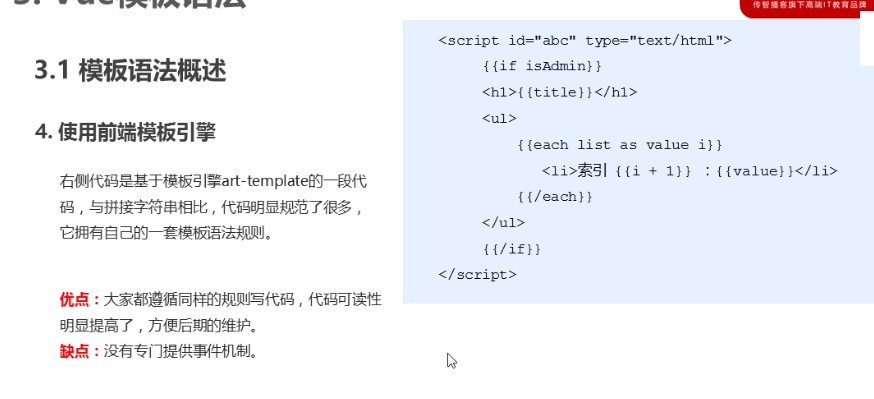 3. Vue模板语法
传智播客旗下高端IT教育品牌
3.1 模板语法概述
4. 使用前端模板引擎
右侧代码是基于模板引擎art-template的一段代
码，与拼接字符串相比，代码明显规范了很多，
它拥有自己的一套模板语法规则。
优点：大家都遵循同样的规则写代码，代码可读性
明显提高了，方便后期的维护。
缺点：没有专门提供事件机制。
<script id="abc" type="text/html">
{{if isAdmin}}
<h1>{{title}}</h1>
<ul>
{{each list as value i}}
<li>索引 {{i + 1}} ：{{value}}</li>
{{/each}}
</ul>
{{/if}}
</script>